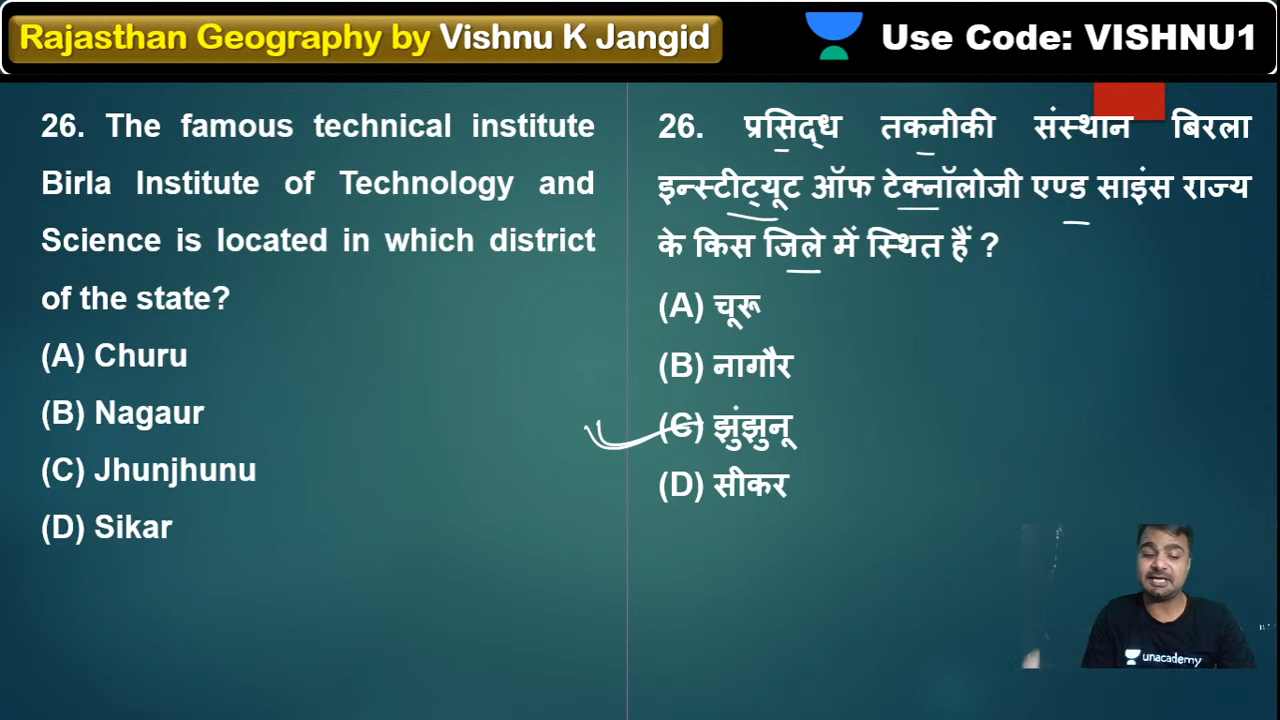 Rajasthan Geography by Vishnu K Jangid
Use Code: VISHNU1
26. The famous technical institute
Birla Institute of Technology and
Science is located in which district
of the state?
(A) Churu
(B) Nagaur
(C) Jhunjhunu
(D) Sikar
26. प्रसिद्ध तकनीकी संस्थान बिरला
इन्स्टीट्यूट ऑफ टेक्नॉलोजी एण्ड साइंस राज्य
के किस जिले में स्थित हैं ?
(A) चूरू
(B) नागौर
(C) झुंझुनू
(D) सीकर
unacademy